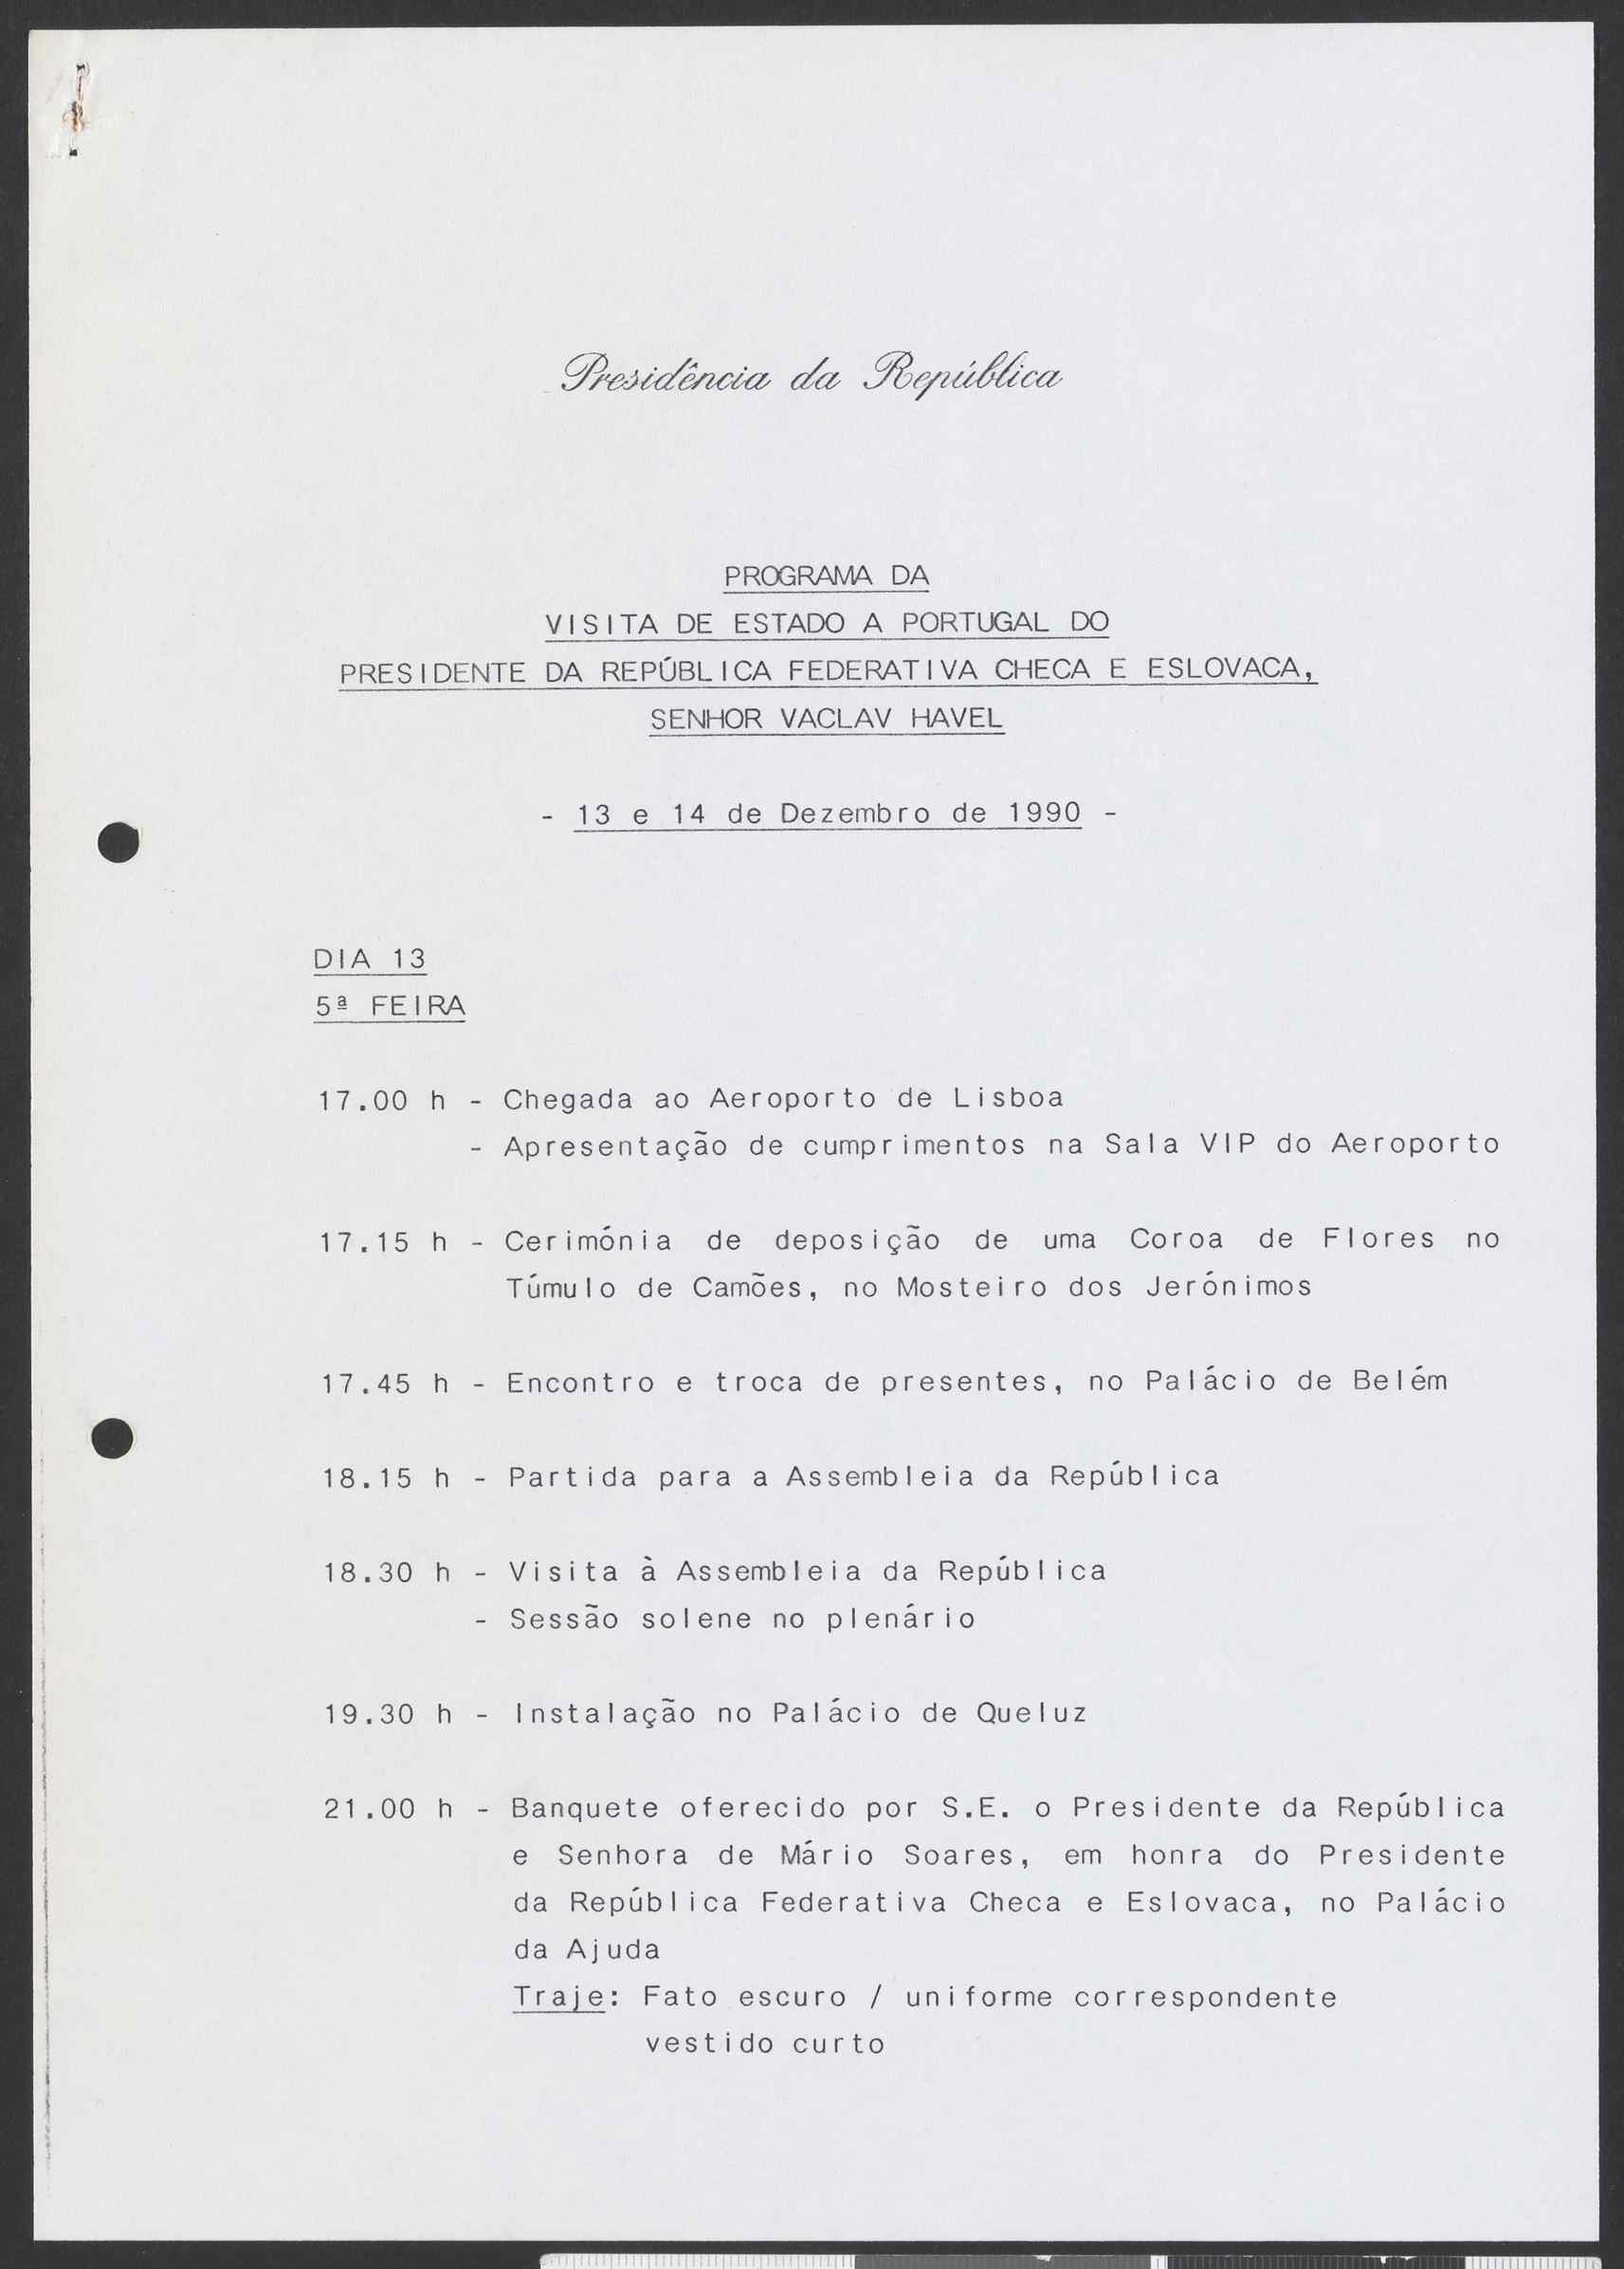 Presidência da República
PROGRAMA DA
VISITA DE ESTADO A PORTUGAL DO
PRESIDENTE DA REPÚBLICA FEDERATIVA CHECA E ESLOVACA,
SENHOR VACLAV HAVEL
- 13 e 14 de Dezembro de 1990 -
DIA 13
5ª FEIRA
17.00 h - Chegada ao Aeroporto de Lisboa
- Apresentação de cumprimentos na Sala VIP do Aeroporto
17.15 h - Cerimónia de deposição de uma Coroa de Flores no
Túmulo de Camões, no Mosteiro dos Jerónimos
17.45 h - Encontro e troca de presentes, no Palácio de Belém
18.15 h - Partida para a Assembleia da República
18.30 h - Visita à Assembleia da República
- Sessão solene no plenário
19.30 h - Instalação no Palácio de Queluz
21.00 h - Banquete oferecido por S.E. o Presidente da República
e Senhora de Mário Soares, em honra do Presidente
da República Federativa Checa e Eslovaca, no Palácio
da Ajuda
Traje: Fato escuro / uniforme correspondente
vestido curto